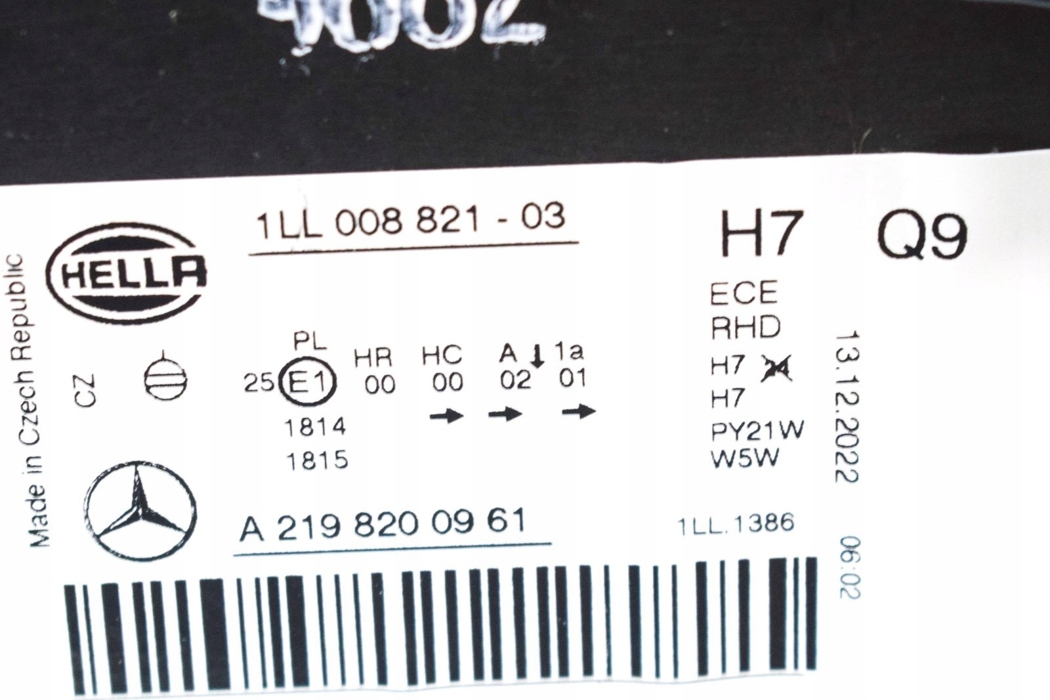 4002
1LL 008 821 - 03
H7 Q9
HELLA
Made in Czech Republic
CZ
ECE
RHD
H7
H7
PY21W
W5W
PL
25 E1
1814
1815
HR
00
HC
00
A
02
1a
01
13.12.2022 06:02
A 219 820 09 61
1LL.1386